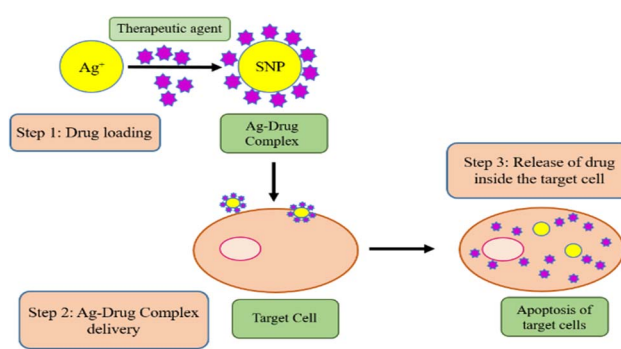 Therapeutic agent
Ag⁺
SNP
Step 1: Drug loading
Ag-Drug
Complex
Step 3: Release of drug
inside the target cell
Step 2: Ag-Drug Complex
delivery
Target Cell
Apoptosis of
target cells